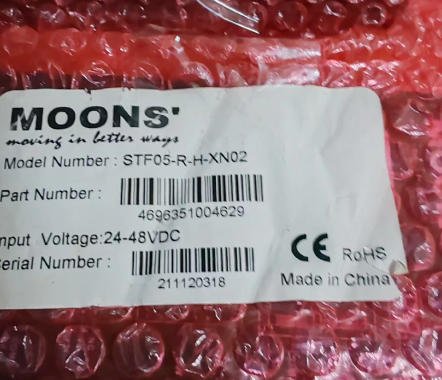 MOONS'
moving in better ways
Model Number : STF05-R-H-XN02
Part Number :
4696351004629
nput Voltage:24-48VDC
CE RoHS
erial Number :
211120318
Made in China